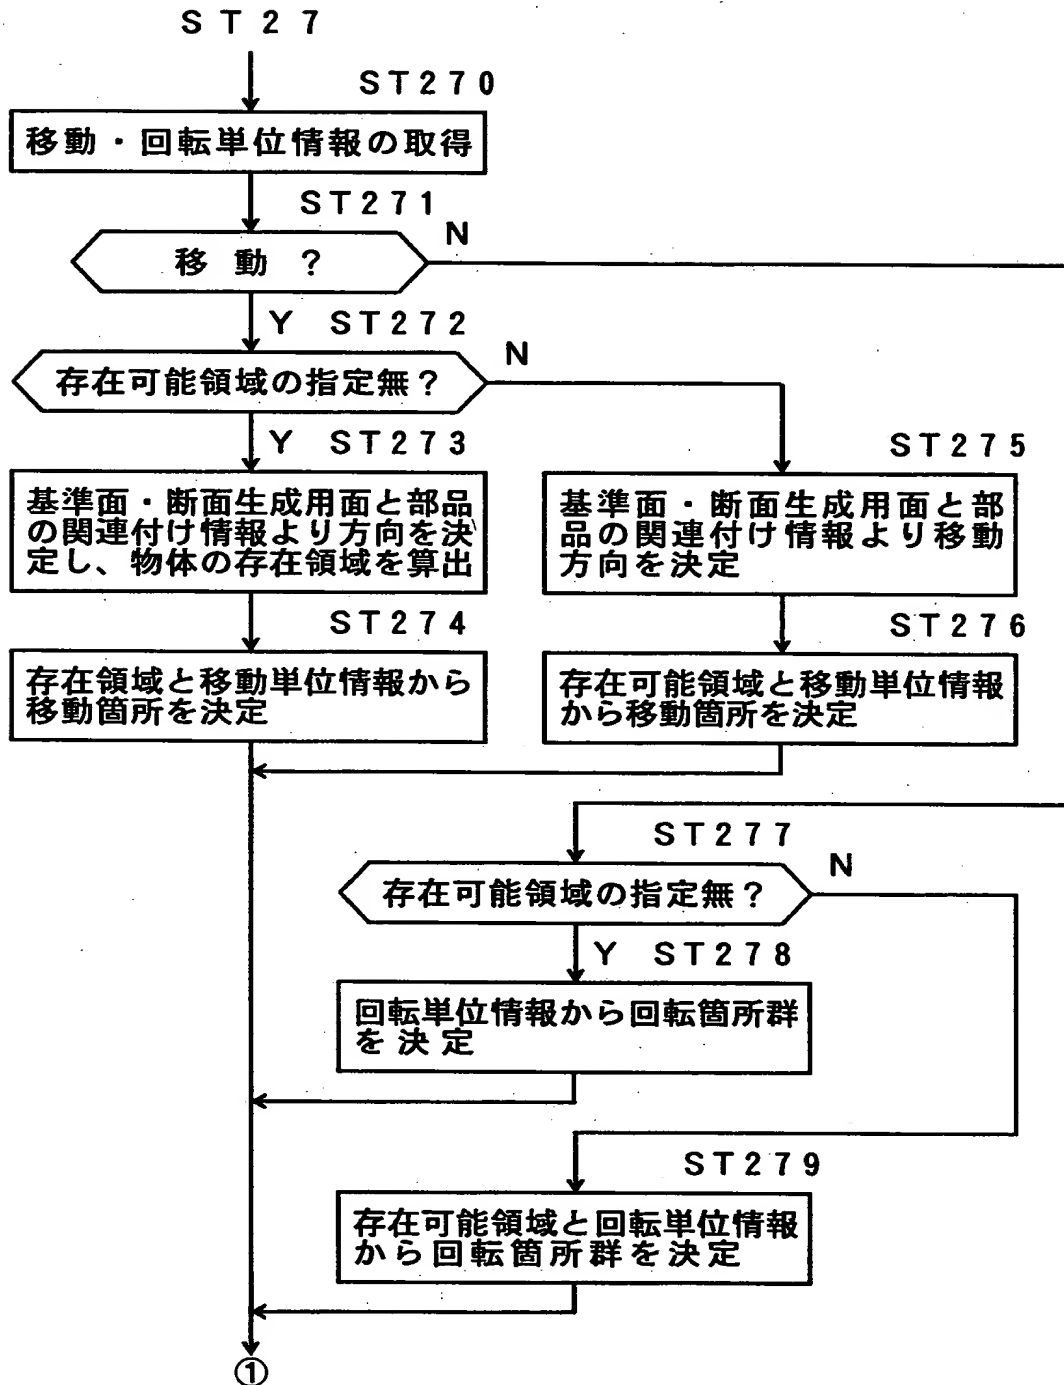 ST27
ST270
移動・回転単位情報の取得
ST271
移動？
N
Y ST272
存在可能領域の指定無？
N
Y ST273
基準面・断面生成用面と部品
の関連付け情報より方向を決
定し、物体の存在領域を算出
ST275
基準面・断面生成用面と部
品の関連付け情報より移動
方向を決定
ST274
存在領域と移動単位情報から
移動箇所を決定
ST276
存在可能領域と移動単位情報
から移動箇所を決定
ST277
存在可能領域の指定無？
N
Y ST278
回転単位情報から回転箇所群
を決定
ST279
存在可能領域と回転単位情報
から回転箇所群を決定
①